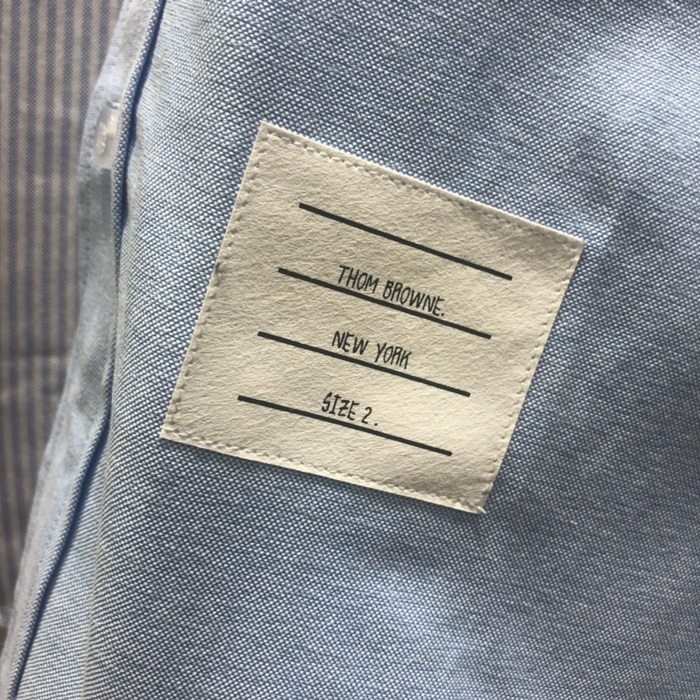 THOM BROWNE.
NEW YORK
SIZE 2.